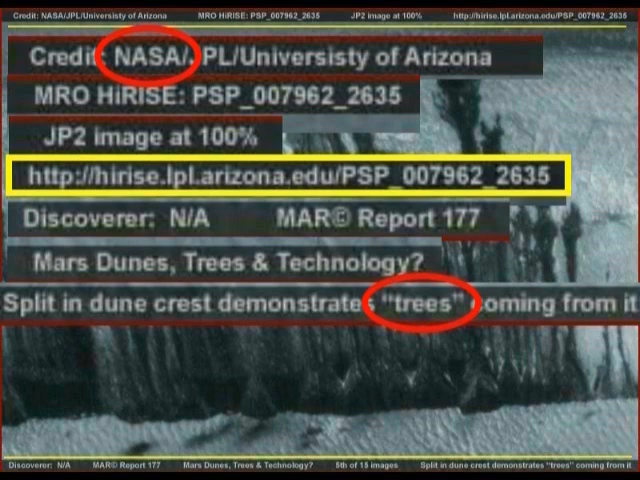 Credit: NASA/JPL/Universisty of Arizona MRO HiRISE: PSP_007962_2635 JP2 image at 100% http://hirise.lpl.arizona.edu/PSP_007962_2635
Credit: NASA/JPL/Universisty of Arizona
MRO HiRISE: PSP_007962_2635
JP2 image at 100%
http://hirise.lpl.arizona.edu/PSP_007962_2635
Discoverer: N/A MAR© Report 177
Mars Dunes, Trees & Technology?
Split in dune crest demonstrates "trees" coming from it
Discoverer: N/A MAR© Report 177 Mars Dunes, Trees & Technology? 5th of 15 images Split in dune crest demonstrates "trees" coming from it